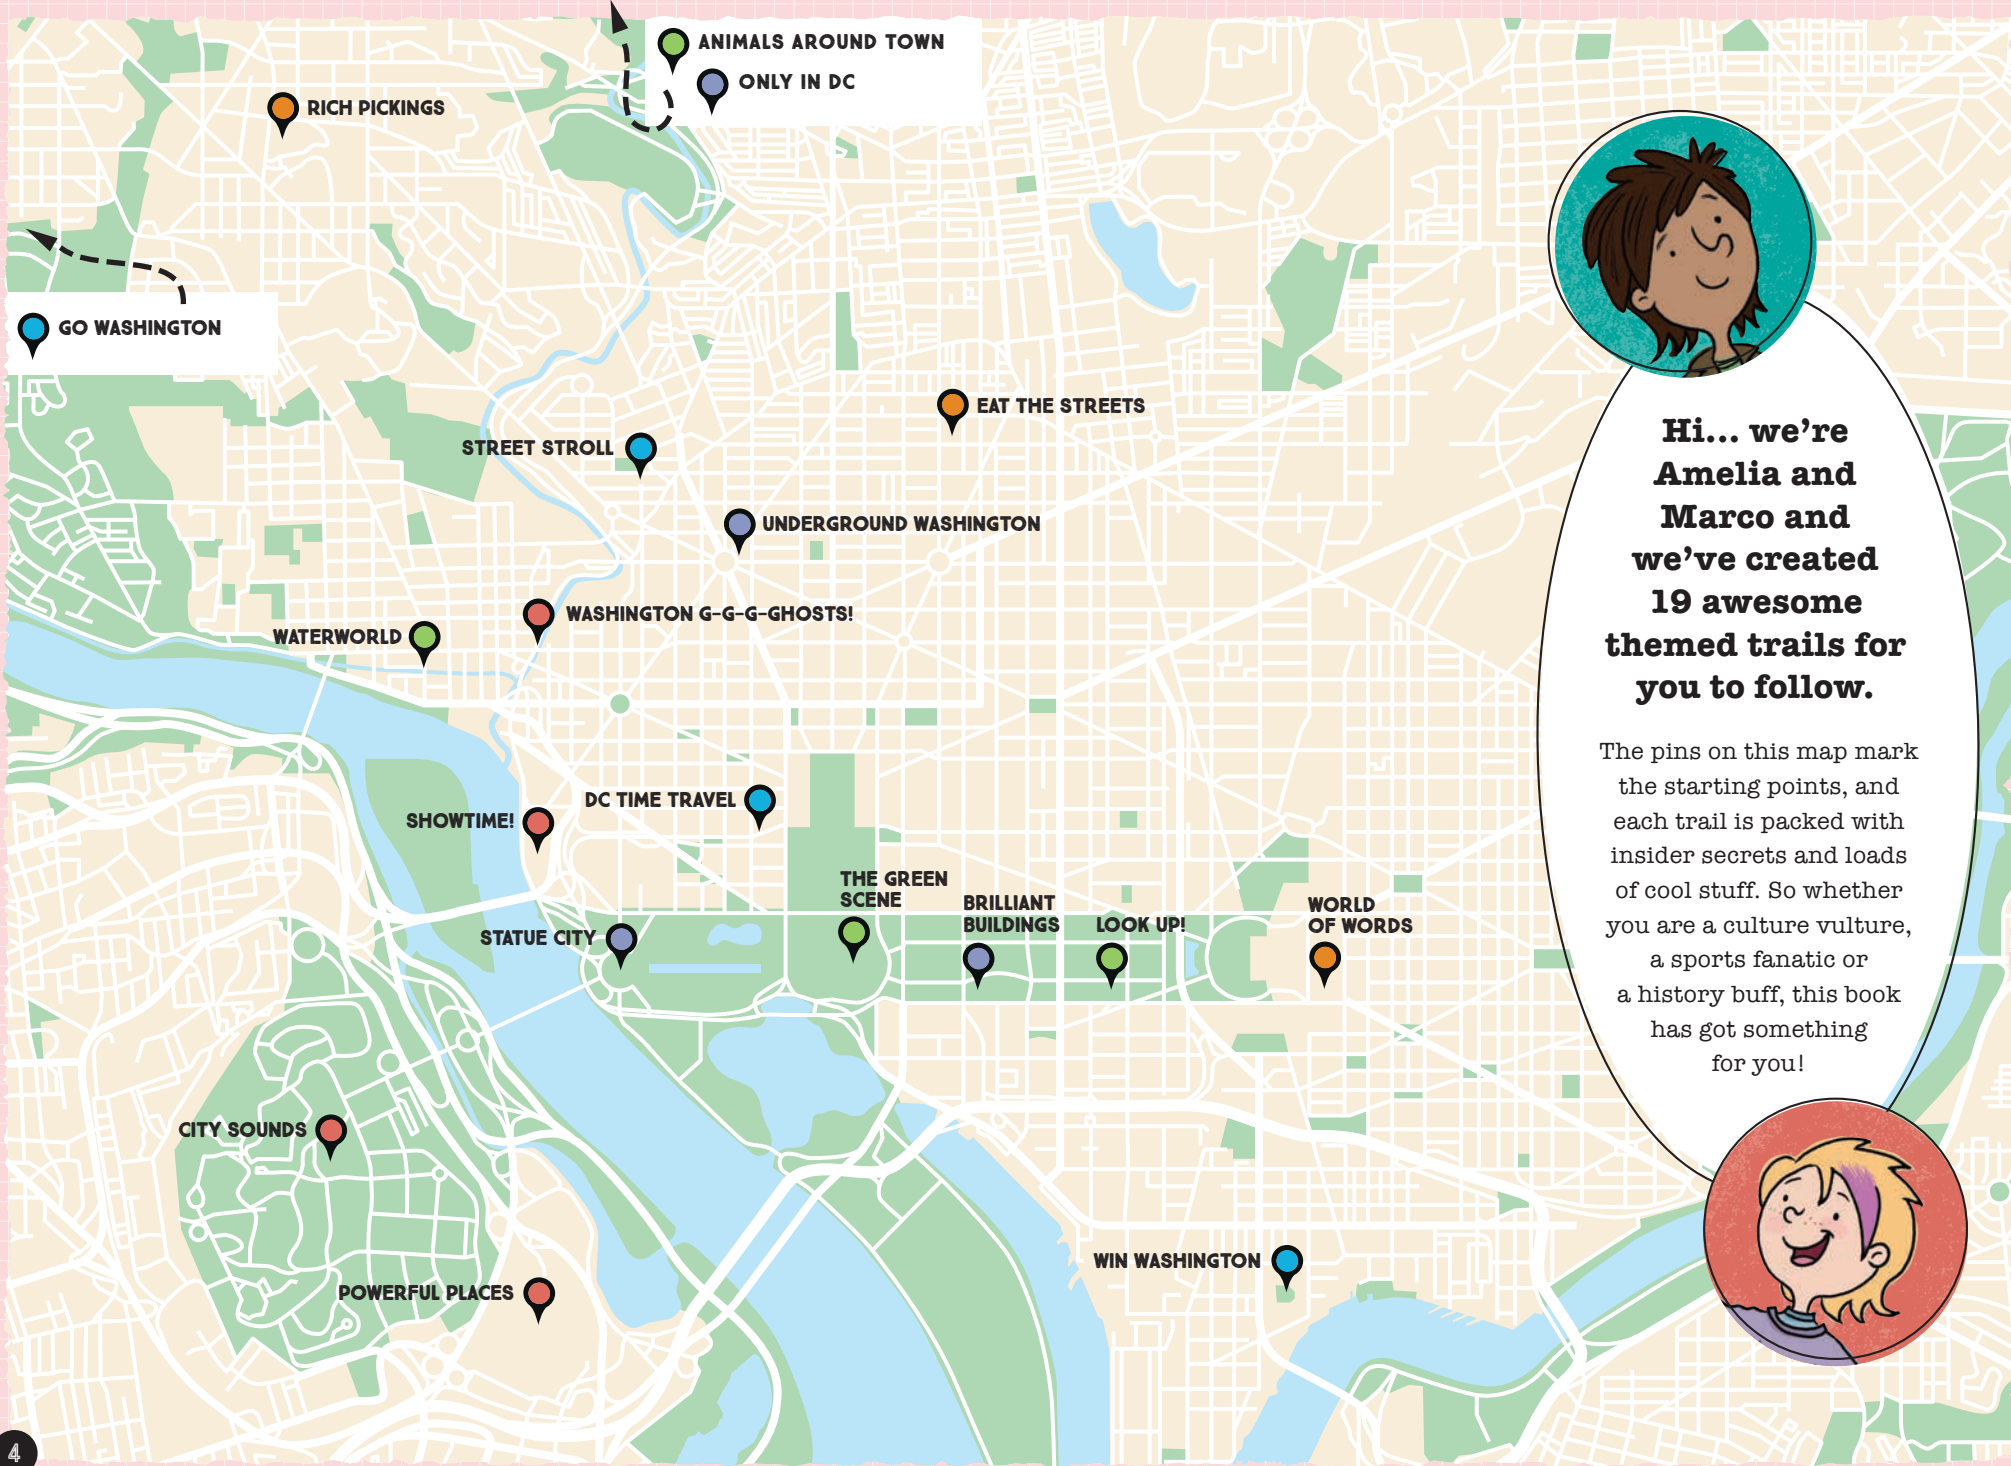 ANIMALS AROUND TOWN
ONLY IN DC
RICH PICKINGS
GO WASHINGTON
EAT THE STREETS
STREET STROLL
UNDERGROUND WASHINGTON
WASHINGTON G-G-G-GHOSTS!
WATERWORLD
DC TIME TRAVEL
SHOWTIME!
THE GREEN
SCENE
BRILLIANT
BUILDINGS
LOOK UP!
WORLD
OF WORDS
STATUE CITY
CITY SOUNDS
WIN WASHINGTON
POWERFUL PLACES
Hi... we're
Amelia and
Marco and
we've created
19 awesome
themed trails for
you to follow.
The pins on this map mark
the starting points, and
each trail is packed with
insider secrets and loads
of cool stuff. So whether
you are a culture vulture,
a sports fanatic or
a history buff, this book
has got something
for you!
4